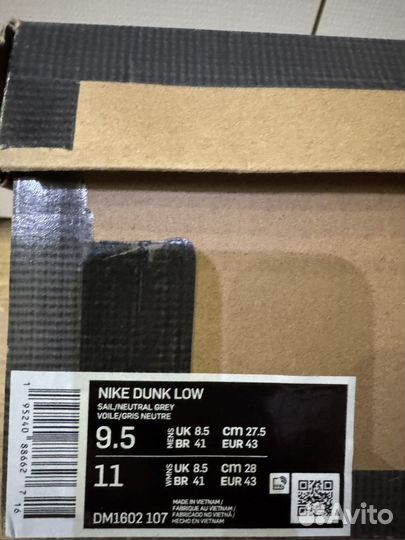 NIKE DUNK LOW
SAIL/NEUTRAL GREY
VOILE/GRIS NEUTRE
9.5 MENS UK 8.5 CM 27.5
BR 41 EUR 43
11 WMNS UK 8.5 CM 28
BR 41 EUR 43
MADE IN VIETNAM/
FABRIQUE AU VIETNAM/
FABRICADO NO VIETNÃ/
DM1602 107 HECHO EN VIETNAM
1 95240 88662 7 16
Avito